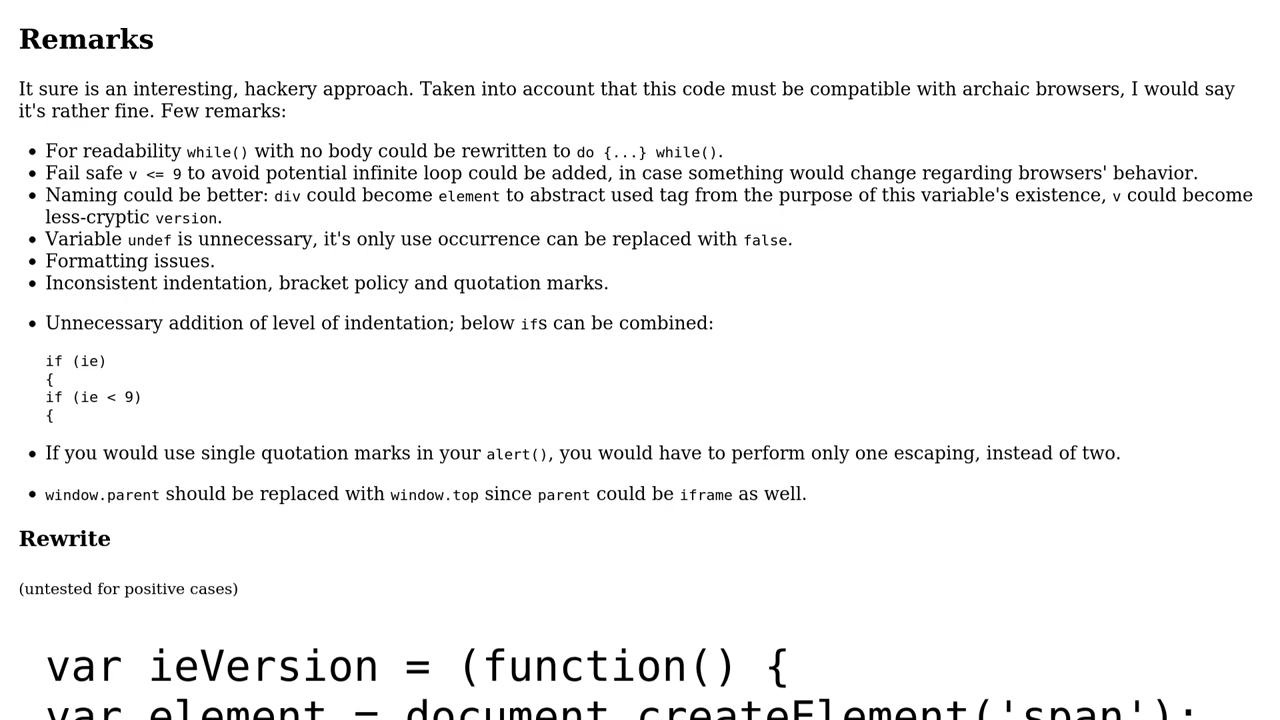 Remarks
It sure is an interesting, hackery approach. Taken into account that this code must be compatible with archaic browsers, I would say
it's rather fine. Few remarks:
• For readability while() with no body could be rewritten to do {...} while().
• Fail safe v <= 9 to avoid potential infinite loop could be added, in case something would change regarding browsers' behavior.
• Naming could be better: div could become element to abstract used tag from the purpose of this variable's existence, v could become
less-cryptic version.
• Variable undef is unnecessary, it's only use occurrence can be replaced with false.
• Formatting issues.
• Inconsistent indentation, bracket policy and quotation marks.
• Unnecessary addition of level of indentation; below ifs can be combined:
if (ie)
{
if (ie < 9)
{
• If you would use single quotation marks in your alert(), you would have to perform only one escaping, instead of two.
• window.parent should be replaced with window.top since parent could be iframe as well.
Rewrite
(untested for positive cases)
var ieVersion = (function() {
var element = document.createElement('span');